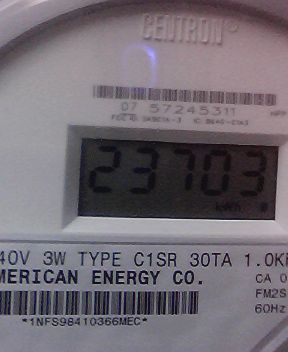 CENTRON®
07 57245311
23703
kWh
40V 3W TYPE C1SR 30TA 1.0K
MERICAN ENERGY CO.
CA 0
FM2S
60Hz
*1NFS98410366MEC*